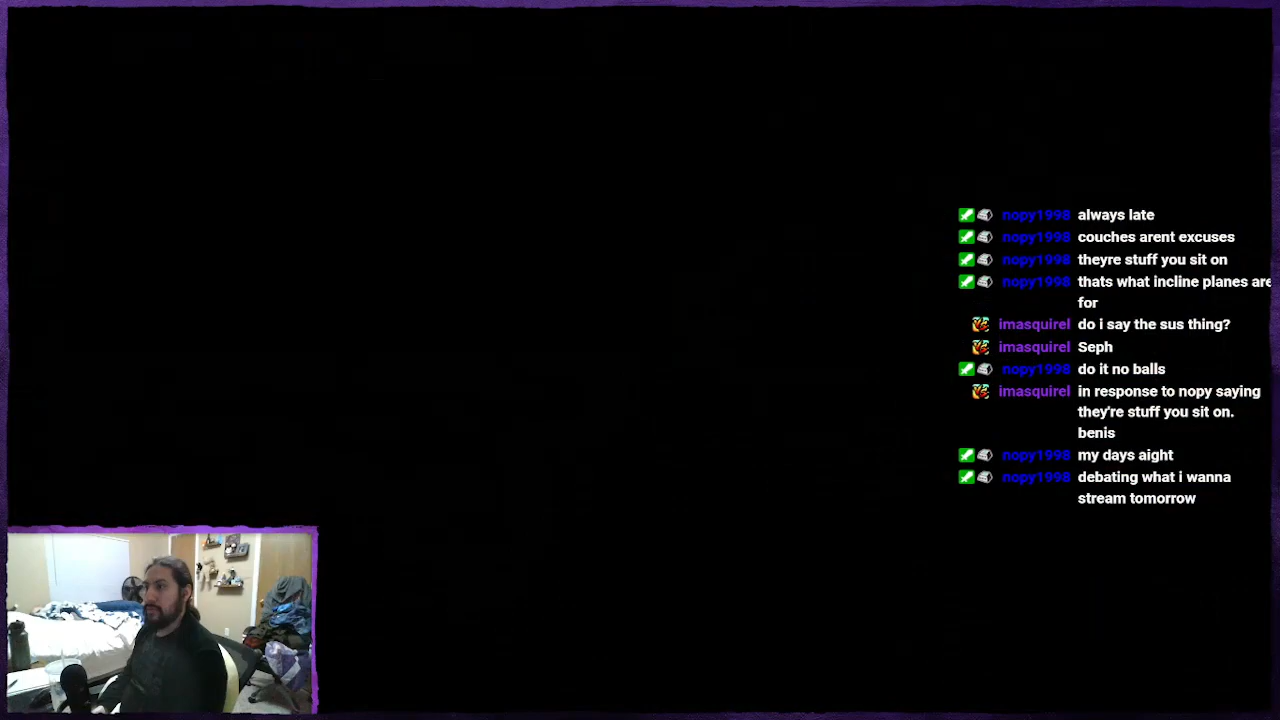 nopy1998 always late
nopy1998 couches arent excuses
nopy1998 theyre stuff you sit on
nopy1998 thats what incline planes are
for
imasquirel do i say the sus thing?
imasquirel Seph
nopy1998 do it no balls
imasquirel in response to nopy saying
they're stuff you sit on.
benis
nopy1998 my days aight
nopy1998 debating what i wanna
stream tomorrow